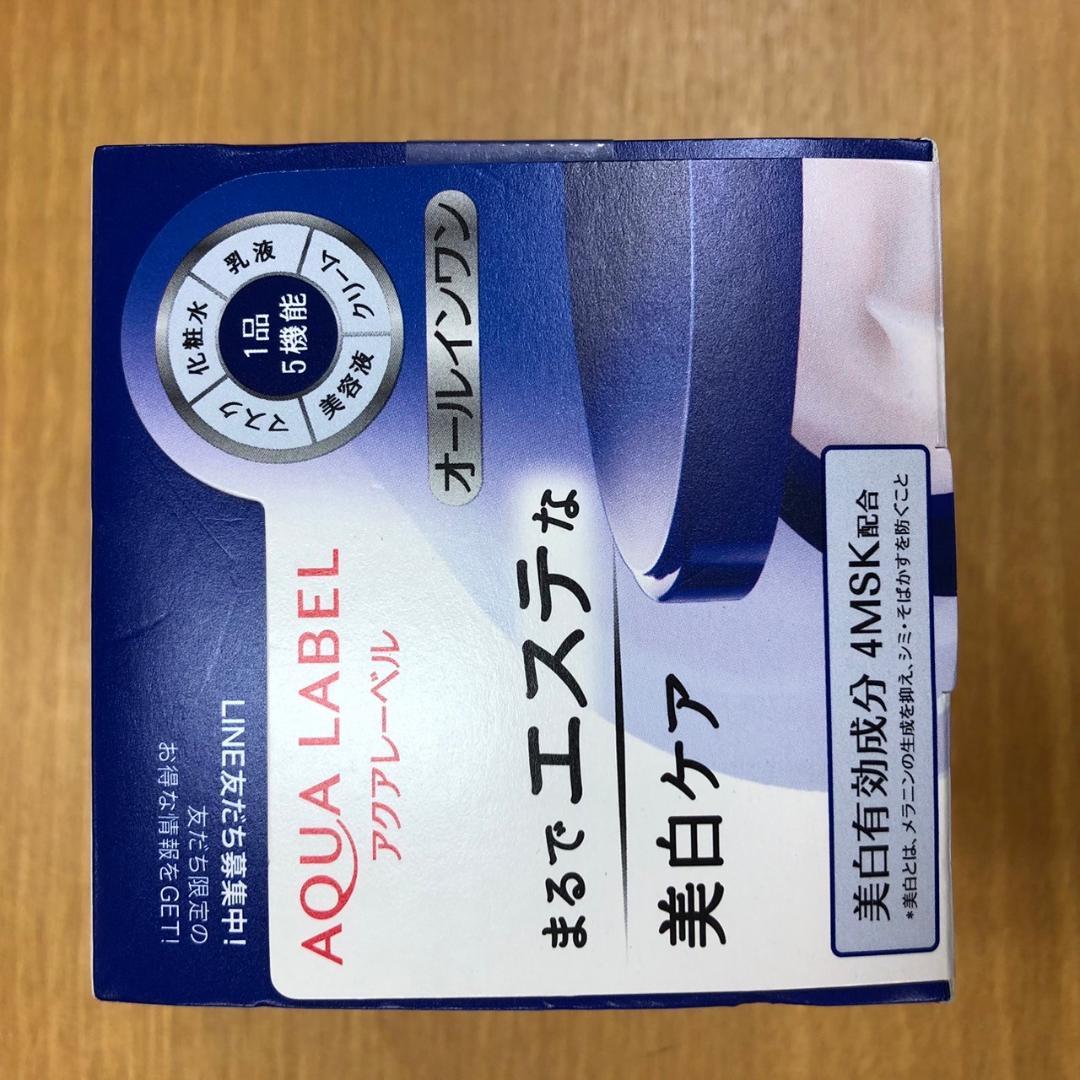 LINE友だち募集中!
友だち限定の
お得な情報をGET!
AQUA LABEL
アクアレーベル
1品
5機能
化粧水
乳液
クリーム
美容液
マスク
オールインワン
まるでエステな
美白ケア
美白有効成分 4MSK配合
*美白とは、メラニンの生成を抑え、シミ・そばかすを防ぐこと